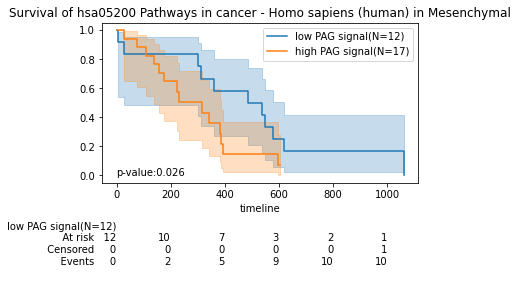 Survival of hsa05200 Pathways in cancer - Homo sapiens (human) in Mesenchymal
1.0
0.8
0.6
0.4
0.2
0.0
low PAG signal(N=12)
high PAG signal(N=17)
p-value:0.026
0 200 400 600 800 1000
timeline
low PAG signal(N=12)
At risk 12 10 7 3 2 1
Censored 0 0 0 0 0 1
Events 0 2 5 9 10 10